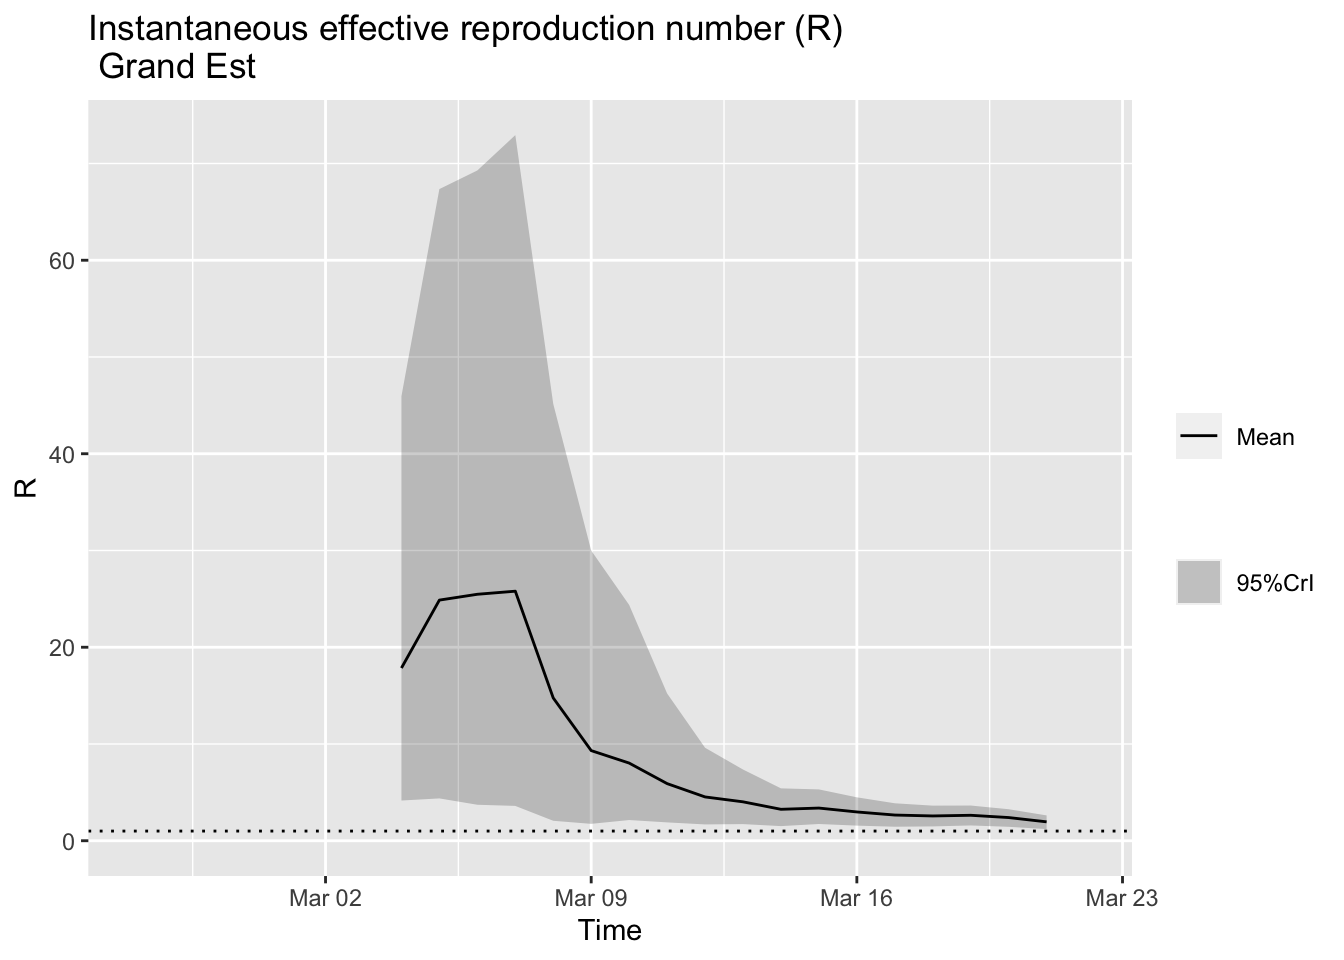 Instantaneous effective reproduction number (R)
Grand Est
60
40
20
0
R
Mar 02
Mar 09
Mar 16
Mar 23
Time
Mean
95%CrI